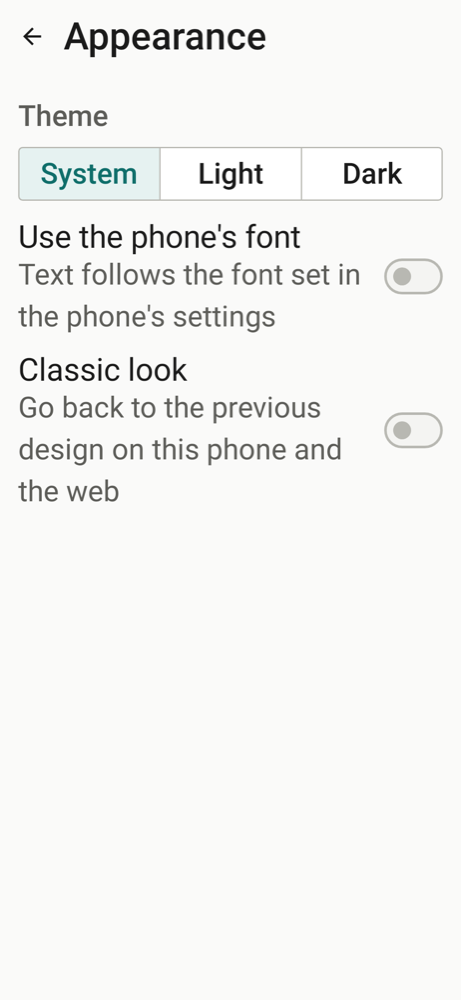 Appearance
Theme
System Light Dark
Use the phone's font
Text follows the font set in
the phone's settings
Classic look
Go back to the previous
design on this phone and
the web